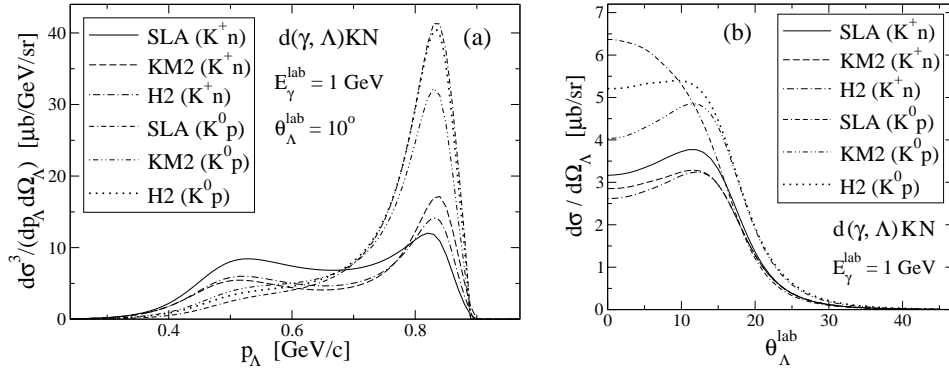 SLA (K⁺n)
KM2 (K⁺n)
H2 (K⁺n)
SLA (K⁰p)
KM2 (K⁰p)
H2 (K⁰p)
d(γ, Λ)KN
E_γ^lab = 1 GeV
θ_Λ^lab = 10°
(a)
0
10
20
30
40
dσ³/(dp_Λ dΩ_Λ) [μb/GeV/sr]
0.4
0.6
0.8
p_Λ [GeV/c]
SLA (K⁺n)
KM2 (K⁺n)
H2 (K⁺n)
SLA (K⁰p)
KM2 (K⁰p)
H2 (K⁰p)
(b)
d(γ, Λ)KN
E_γ^lab = 1 GeV
0
1
2
3
4
5
6
7
dσ / dΩ_Λ [μb/sr]
0
10
20
30
40
θ_Λ^lab